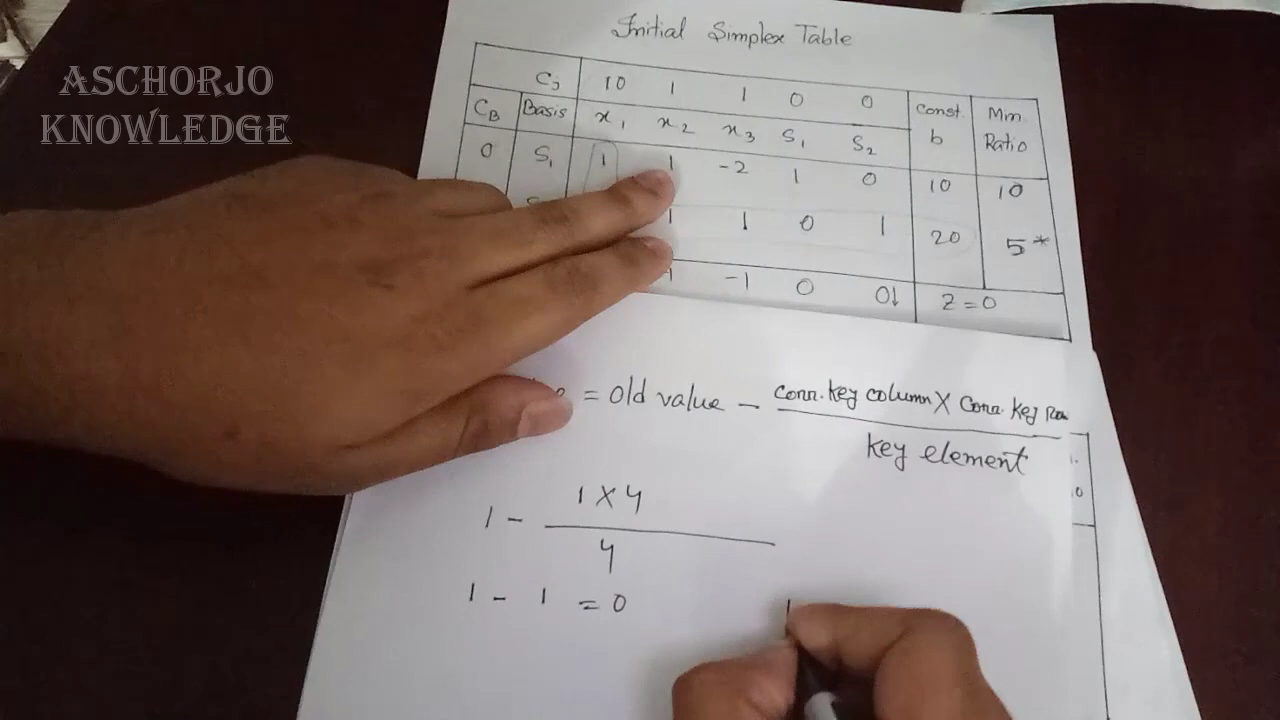 ASCHORJO
KNOWLEDGE
Initial Simplex Table
CJ 10 1 1 0 0 Const. b Min Ratio
CB Basis x1 x2 x3 S1 S2
0 S1 1 1 -2 1 0 10 10
1 1 0 1 20 5*
-1 0 0↓ Z=0
= Old value - Corr. Key column X Corr. Key Ro
Key element
1 - 1 X 4
4
1 - 1 = 0